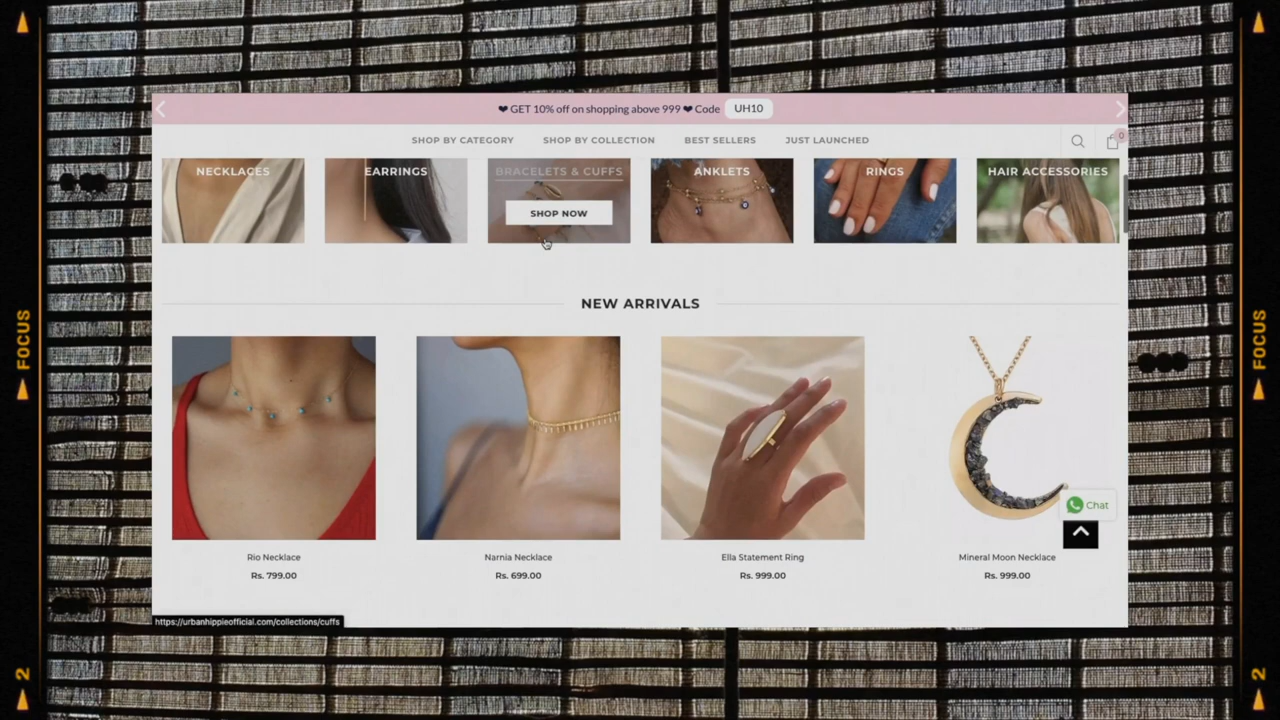 ❤ GET 10% off on shopping above 999 ❤ Code UH10
SHOP BY CATEGORY SHOP BY COLLECTION BEST SELLERS JUST LAUNCHED
0
NECKLACES EARRINGS BRACELETS & CUFFS ANKLETS RINGS HAIR ACCESSORIES
SHOP NOW
NEW ARRIVALS
Chat
Rio Necklace Narnia Necklace Ella Statement Ring Mineral Moon Necklace
Rs. 799.00 Rs. 699.00 Rs. 999.00 Rs. 999.00
https://urbanhippieofficial.com/collections/cuffs
FOCUS
2
FOCUS
2